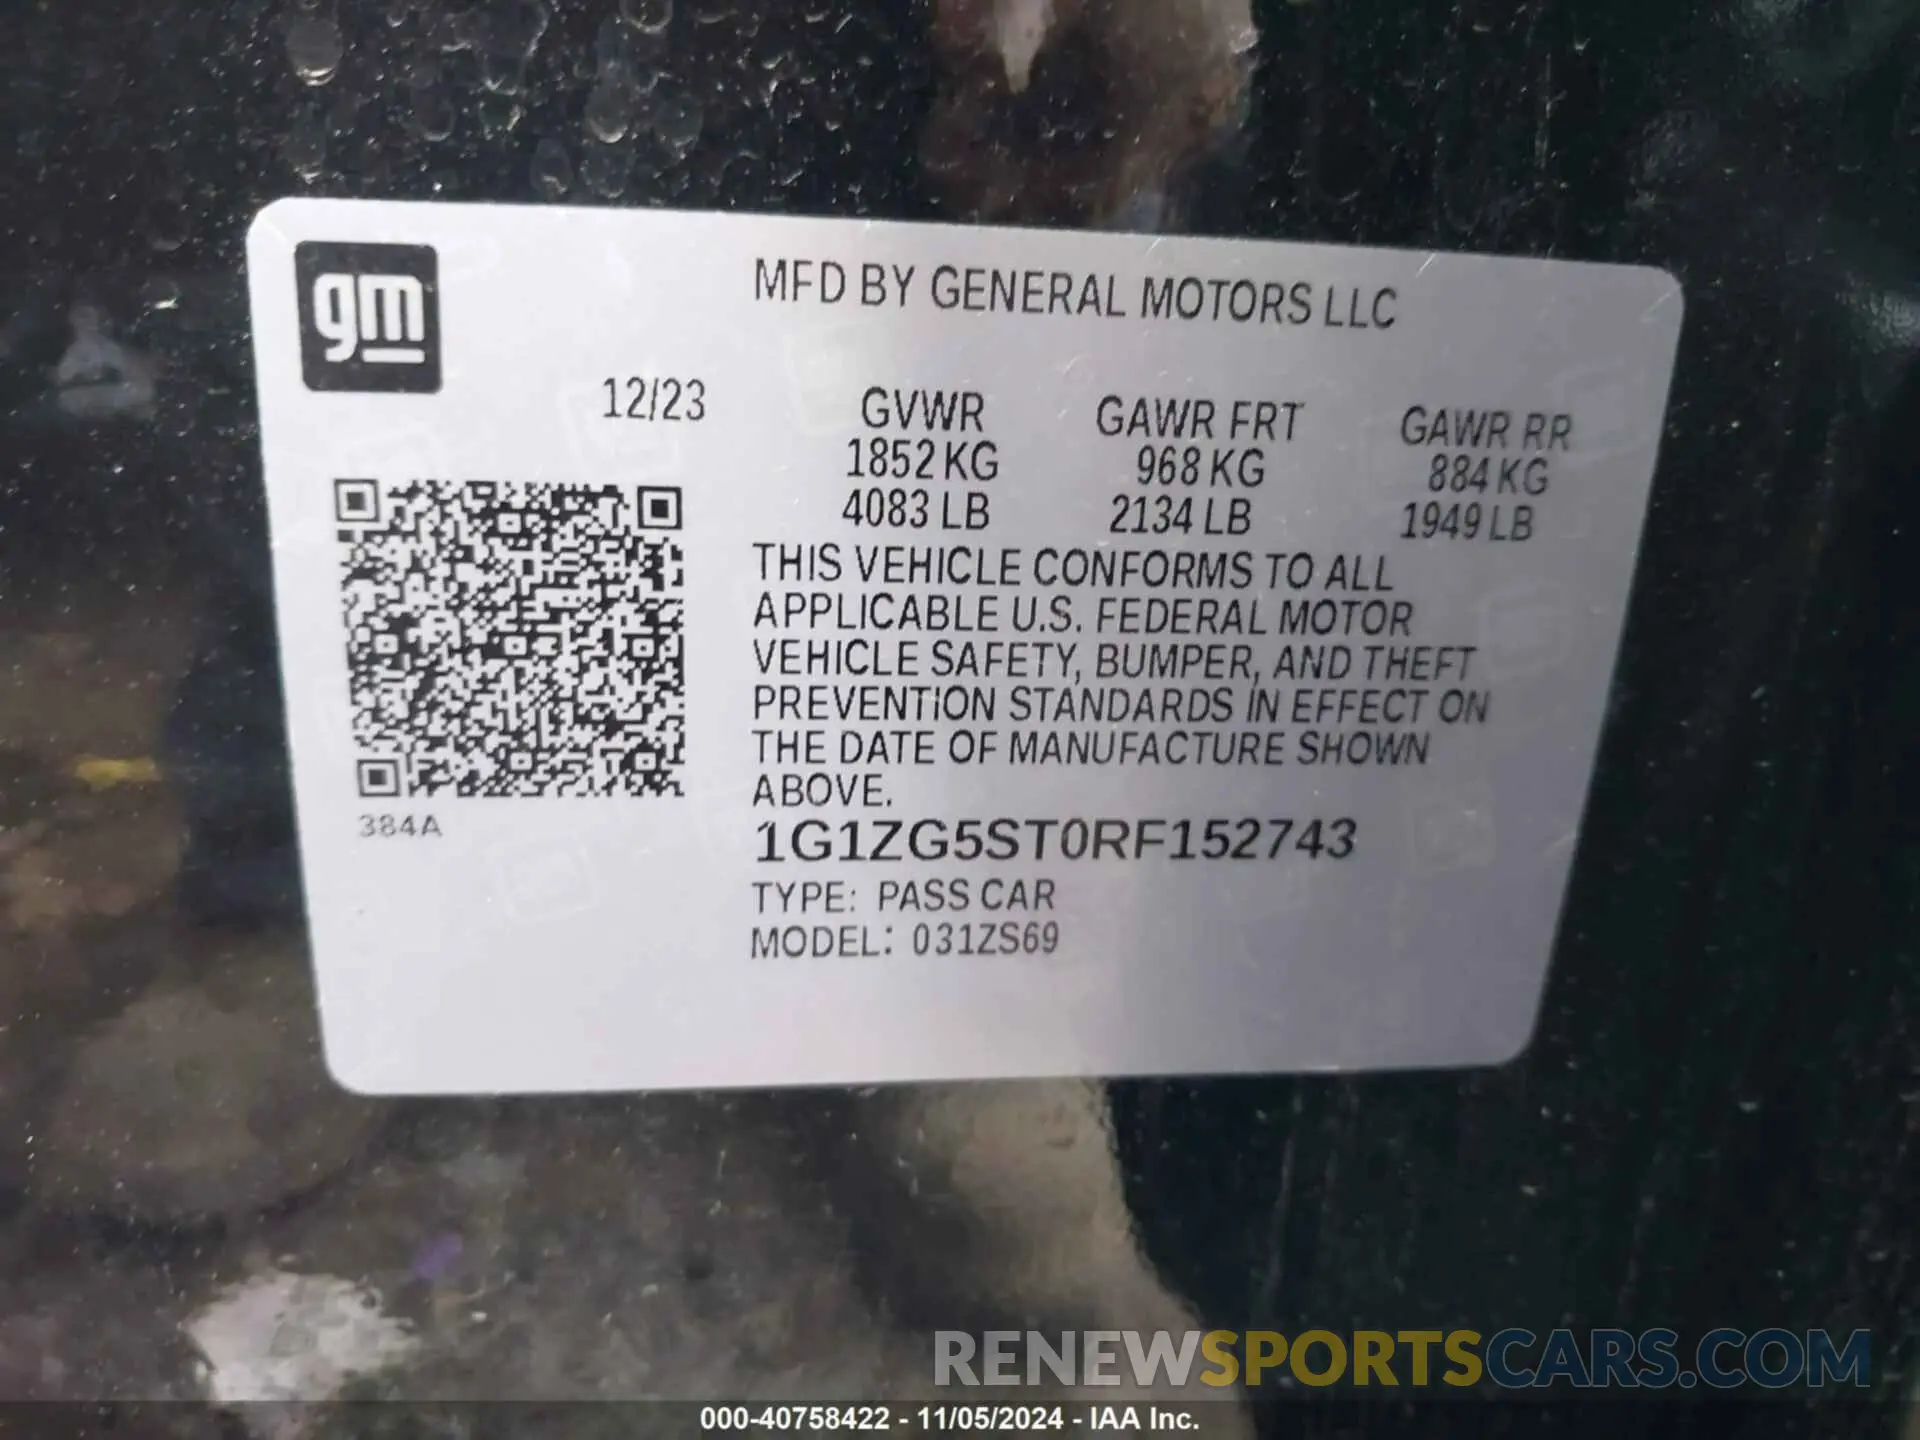 gm
MFD BY GENERAL MOTORS LLC
12/23
GVWR GAWR FRT GAWR RR
1852 KG 968 KG 884 KG
4083 LB 2134 LB 1949 LB
THIS VEHICLE CONFORMS TO ALL
APPLICABLE U.S. FEDERAL MOTOR
VEHICLE SAFETY, BUMPER, AND THEFT
PREVENTION STANDARDS IN EFFECT ON
THE DATE OF MANUFACTURE SHOWN
ABOVE.
384A
1G1ZG5ST0RF152743
TYPE: PASS CAR
MODEL: 031ZS69
RENEWSPORTSCARS.COM
000-40758422 - 11/05/2024 - IAA Inc.